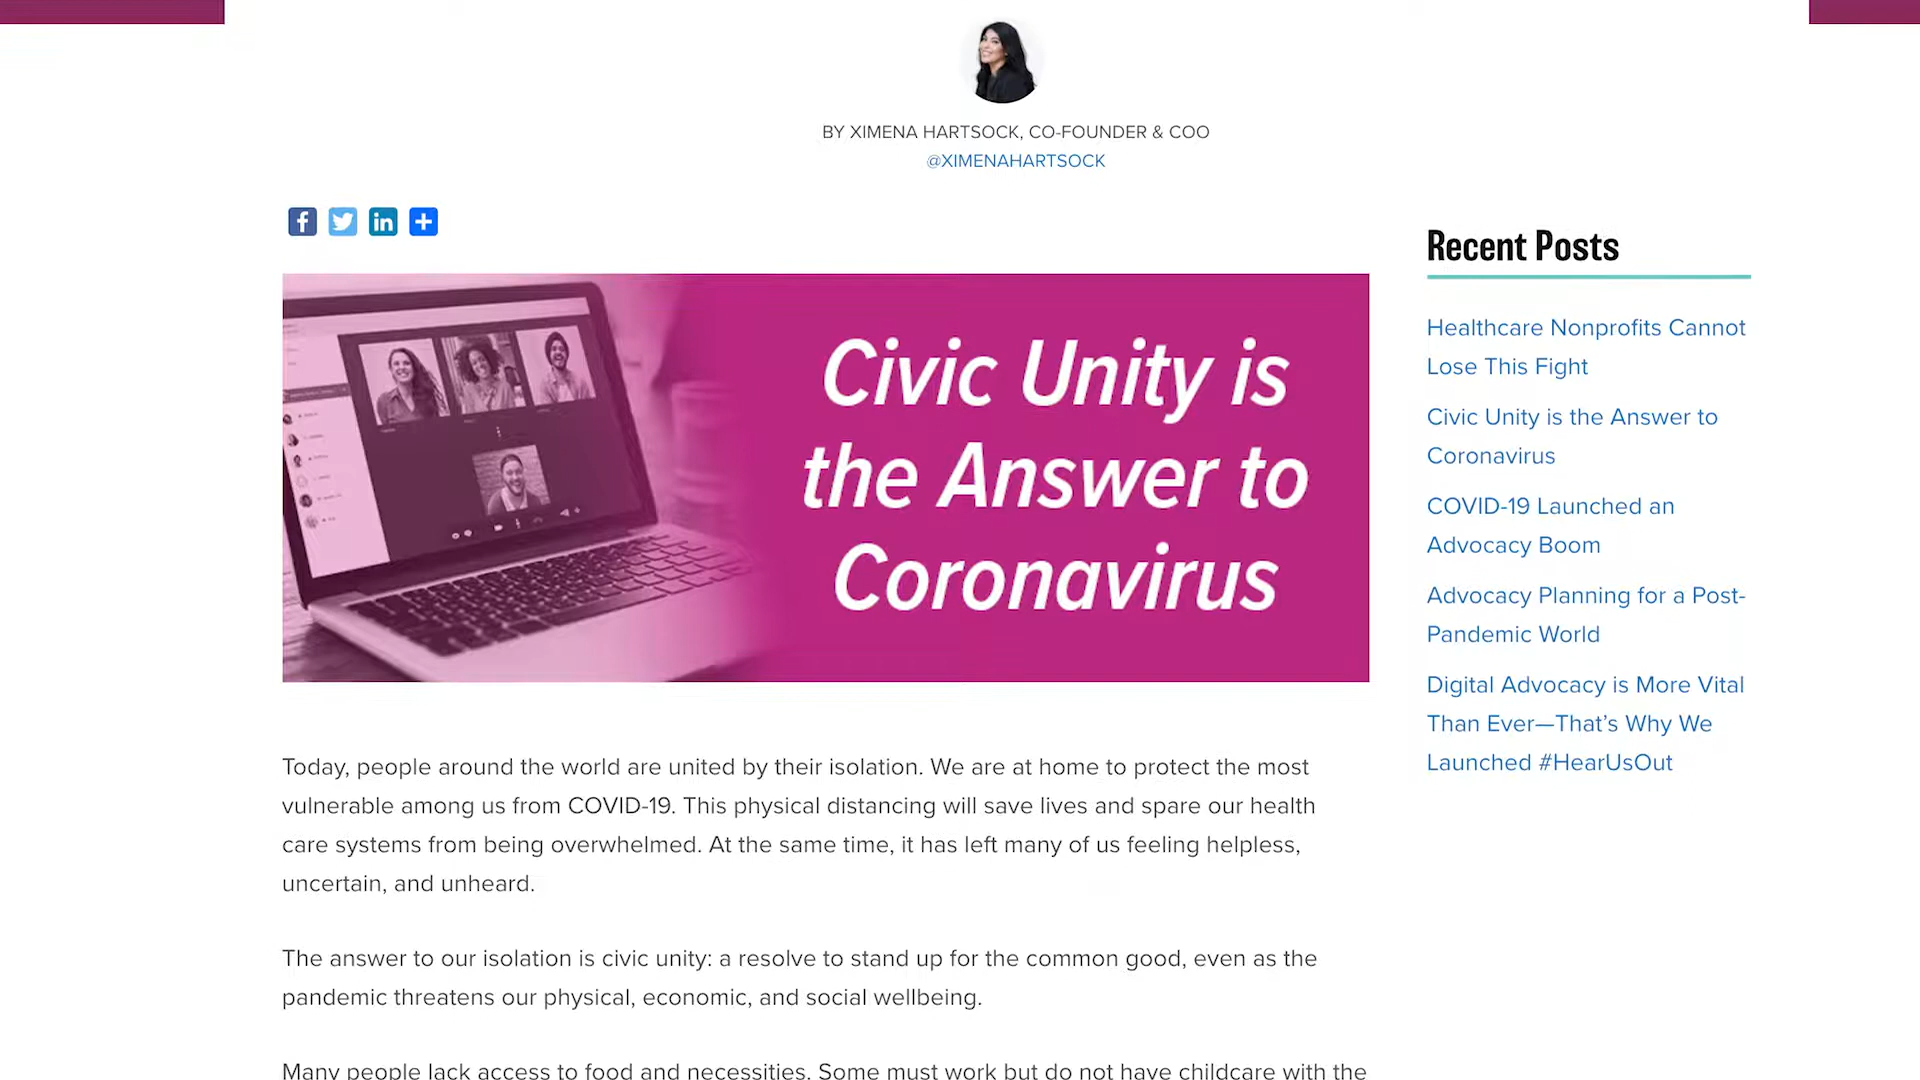 BY XIMENA HARTSOCK, CO-FOUNDER & COO
@XIMENAHARTSOCK
Civic Unity is
the Answer to
Coronavirus
Today, people around the world are united by their isolation. We are at home to protect the most
vulnerable among us from COVID-19. This physical distancing will save lives and spare our health
care systems from being overwhelmed. At the same time, it has left many of us feeling helpless,
uncertain, and unheard.
The answer to our isolation is civic unity: a resolve to stand up for the common good, even as the
pandemic threatens our physical, economic, and social wellbeing.
Many people lack access to food and necessities. Some must work but do not have childcare with the
Recent Posts
Healthcare Nonprofits Cannot
Lose This Fight
Civic Unity is the Answer to
Coronavirus
COVID-19 Launched an
Advocacy Boom
Advocacy Planning for a Post-
Pandemic World
Digital Advocacy is More Vital
Than Ever—That’s Why We
Launched #HearUsOut